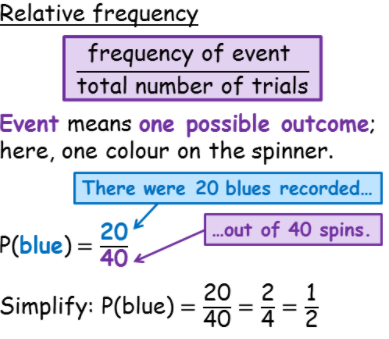 Relative frequency
frequency of event
total number of trials
Event means one possible outcome;
here, one colour on the spinner.
There were 20 blues recorded...
P(blue) = 20/40
...out of 40 spins.
Simplify: P(blue) = 20/40 = 2/4 = 1/2